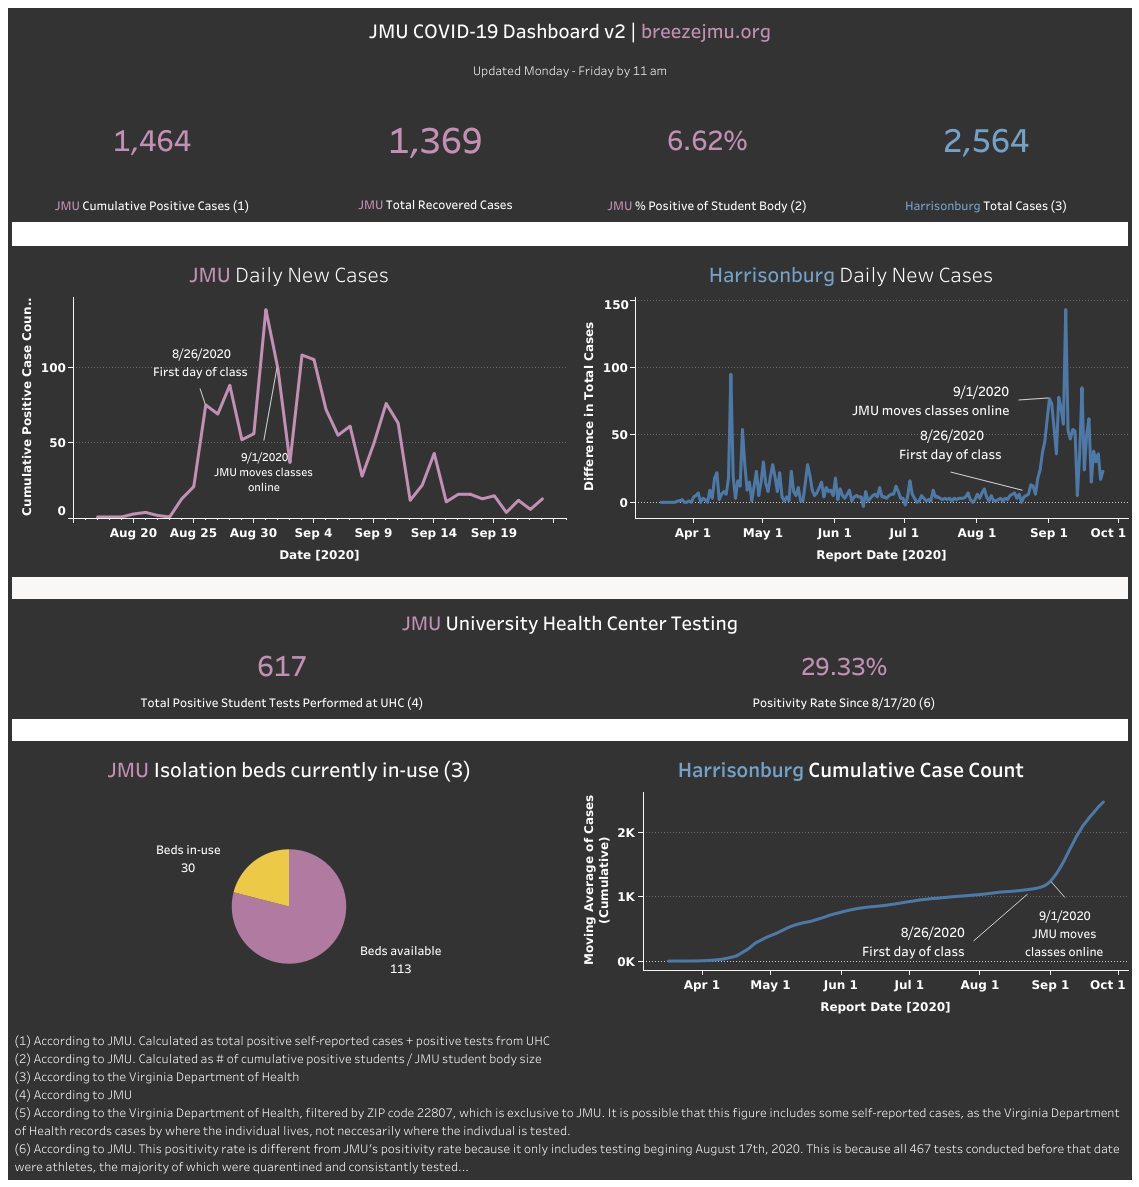 JMU COVID-19 Dashboard v2 | breezejmu.org
Updated Monday - Friday by 11 am
1,464
1,369
6.62%
2,564
JMU Cumulative Positive Cases (1)
JMU Total Recovered Cases
JMU % Positive of Student Body (2)
Harrisonburg Total Cases (3)
JMU Daily New Cases
Cumulative Positive Case Coun..
100
50
0
8/26/2020
First day of class
9/1/2020
JMU moves classes
online
Aug 20
Aug 25
Aug 30
Sep 4
Sep 9
Sep 14
Sep 19
Date [2020]
Harrisonburg Daily New Cases
Difference in Total Cases
150
100
50
0
9/1/2020
JMU moves classes online
8/26/2020
First day of class
Apr 1
May 1
Jun 1
Jul 1
Aug 1
Sep 1
Oct 1
Report Date [2020]
JMU University Health Center Testing
617
29.33%
Total Positive Student Tests Performed at UHC (4)
Positivity Rate Since 8/17/20 (6)
JMU Isolation beds currently in-use (3)
Beds in-use
30
Beds available
113
Harrisonburg Cumulative Case Count
Moving Average of Cases
(Cumulative)
2K
1K
0K
8/26/2020
First day of class
9/1/2020
JMU moves
classes online
Apr 1
May 1
Jun 1
Jul 1
Aug 1
Sep 1
Oct 1
Report Date [2020]
(1) According to JMU. Calculated as total positive self-reported cases + positive tests from UHC
(2) According to JMU. Calculated as # of cumulative positive students / JMU student body size
(3) According to the Virginia Department of Health
(4) According to JMU
(5) According to the Virginia Department of Health, filtered by ZIP code 22807, which is exclusive to JMU. It is possible that this figure includes some self-reported cases, as the Virginia Department
of Health records cases by where the individual lives, not neccesarily where the indivdual is tested.
(6) According to JMU. This positivity rate is different from JMU's positivity rate because it only includes testing begining August 17th, 2020. This is because all 467 tests conducted before that date
were athletes, the majority of which were quarentined and consistantly tested...